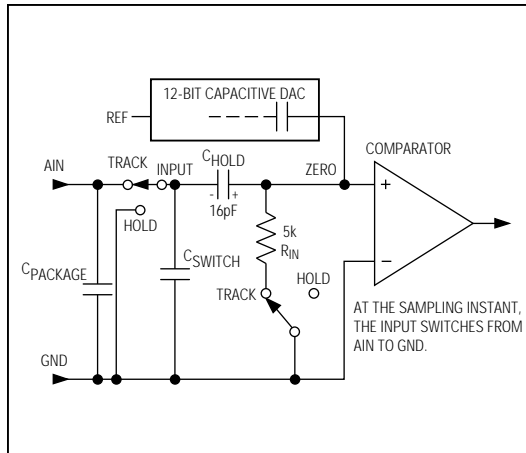 12-BIT CAPACITIVE DAC
REF
COMPARATOR
AIN
TRACK
INPUT
CHOLD
ZERO
- +
16pF
+
HOLD
5k
RIN
CSWITCH
−
HOLD
CPACKAGE
TRACK
AT THE SAMPLING INSTANT,
THE INPUT SWITCHES FROM
AIN TO GND.
GND